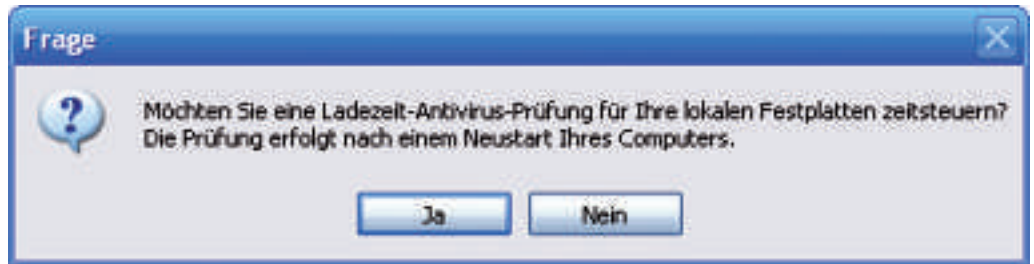 Frage
Möchten Sie eine Ladezeit-Antivirus-Prüfung für Ihre lokalen Festplatten zeitsteuern?
Die Prüfung erfolgt nach einem Neustart Ihres Computers.
Ja Nein